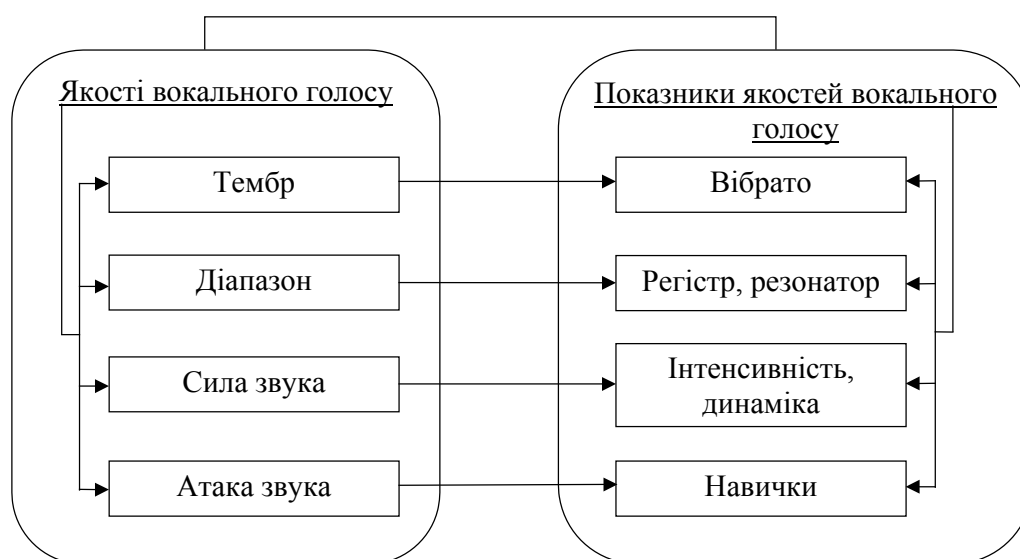 Якості вокального голосу
Показники якостей вокального
голосу
Тембр
Вібрато
Діапазон
Регістр, резонатор
Сила звука
Інтенсивність,
динаміка
Атака звука
Навички